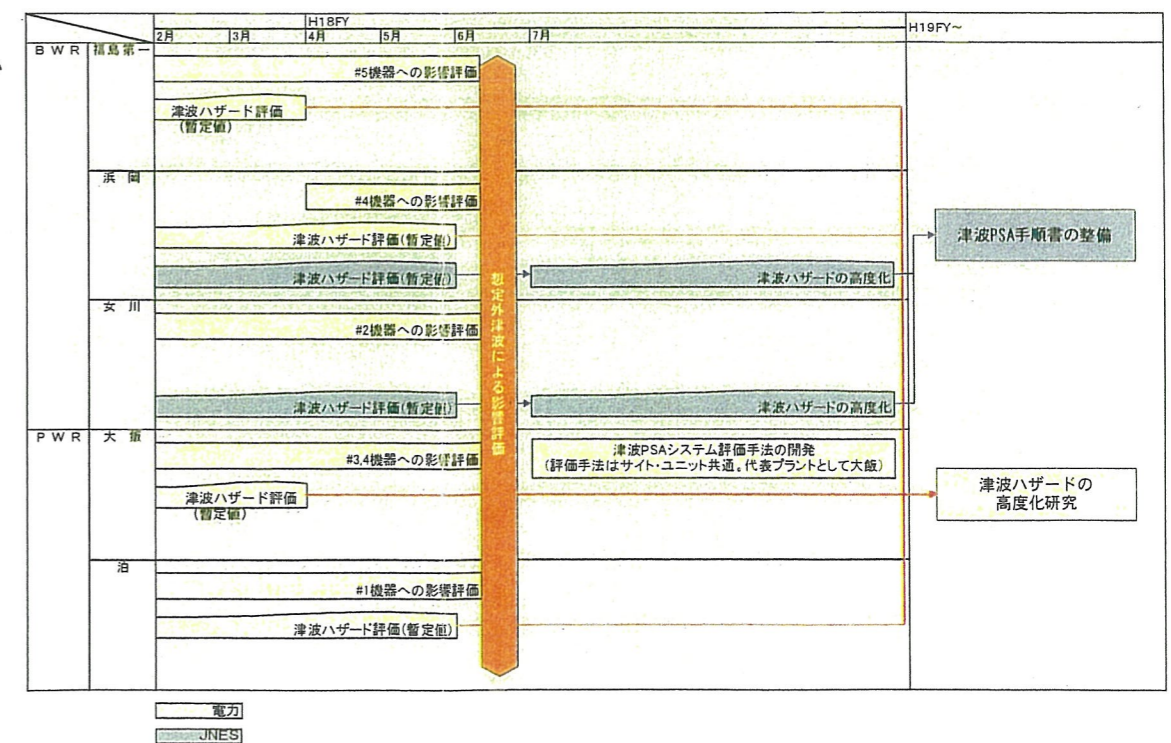 H18FY
H19FY～
2月 3月 4月 5月 6月 7月
BWR 福島第一
#5機器への影響評価
津波ハザード評価
(暫定値)
浜岡
#4機器への影響評価
津波ハザード評価(暫定値)
津波ハザード評価(暫定値)
津波ハザードの高度化
津波PSA手順書の整備
女川
#2機器への影響評価
津波ハザード評価(暫定値)
津波ハザードの高度化
想定外津波による影響評価
PWR 大飯
#3,4機器への影響評価
津波PSAシステム評価手法の開発
(評価手法はサイト・ユニット共通。代表プラントとして大飯)
津波ハザード評価
(暫定値)
津波ハザードの
高度化研究
泊
#1機器への影響評価
津波ハザード評価(暫定値)
電力
JNES